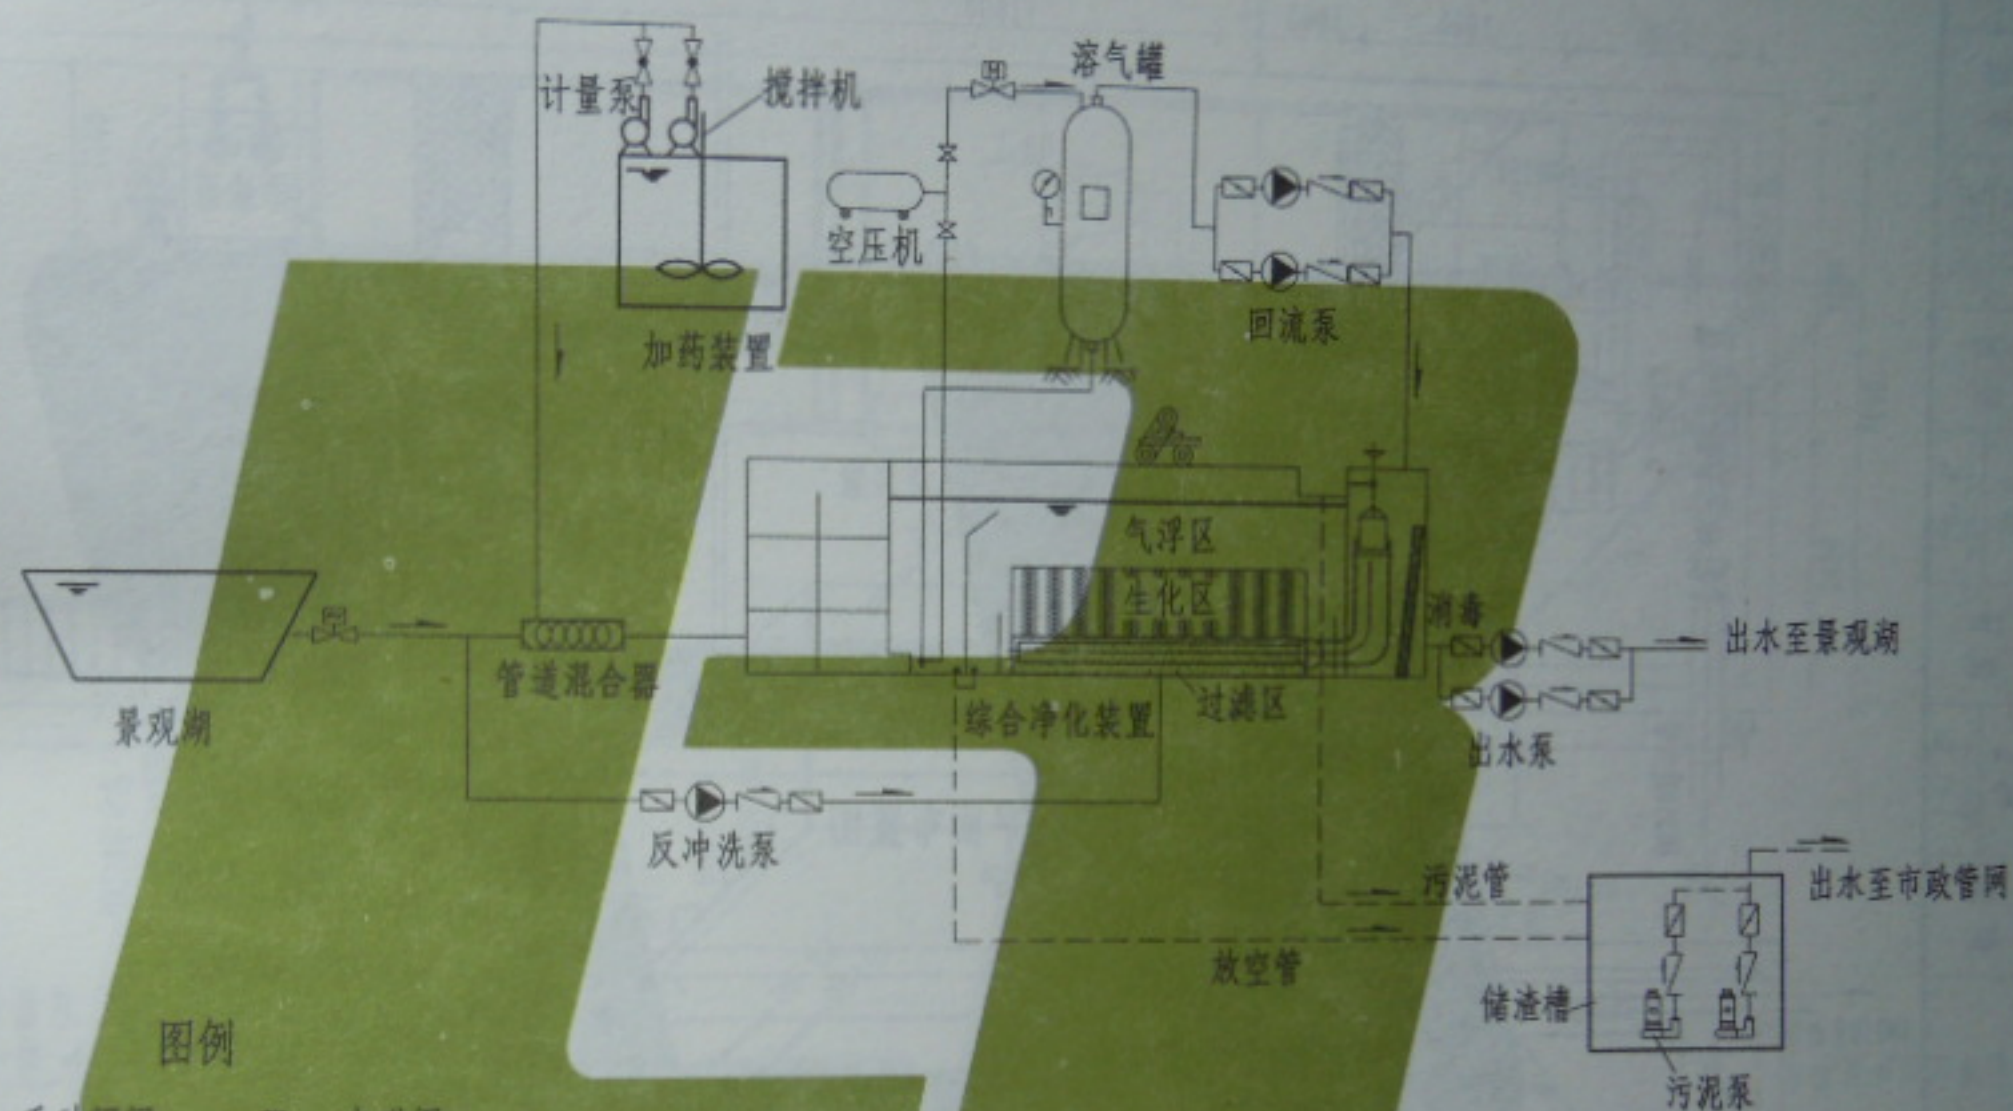 溶气罐
计量泵
搅拌机
空压机
加药装置
回流泵
气浮区
生化区
消毒
出水至景观湖
管道混合器
景观湖
综合净化装置
过滤区
出水泵
反冲洗泵
污泥管
出水至市政管网
放空管
储渣槽
图例
污泥泵